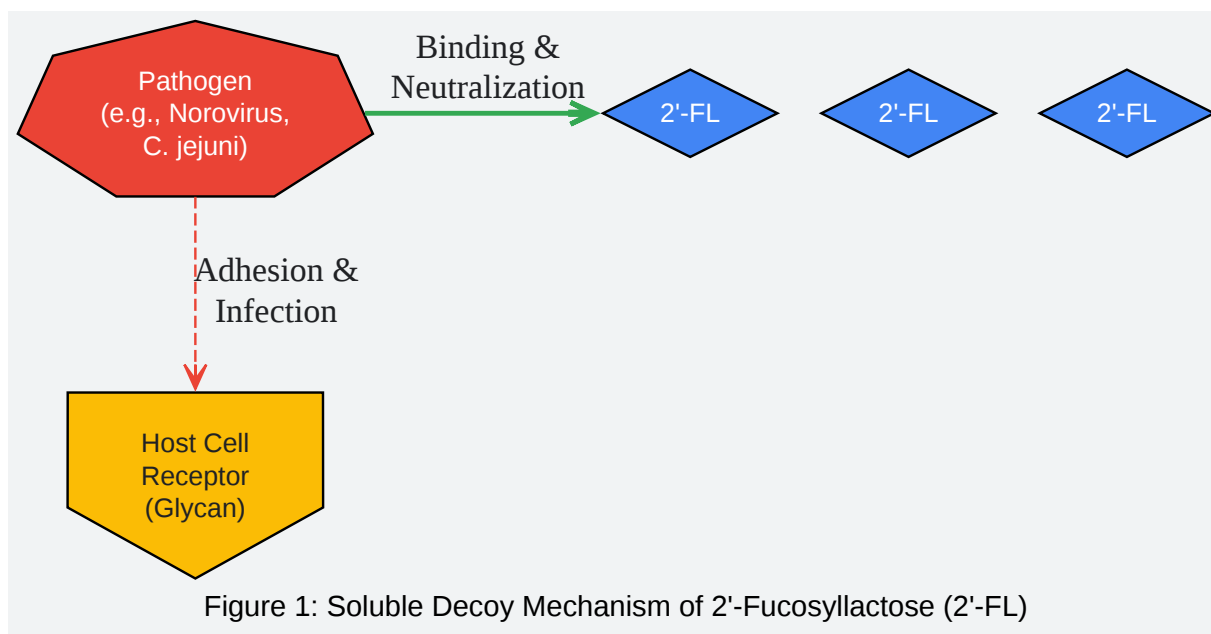 Pathogen
(e.g., Norovirus,
C. jejuni)
Binding &
Neutralization
2'-FL
2'-FL
2'-FL
Adhesion &
Infection
Host Cell
Receptor
(Glycan)
Figure 1: Soluble Decoy Mechanism of 2'-Fucosyllactose (2'-FL)